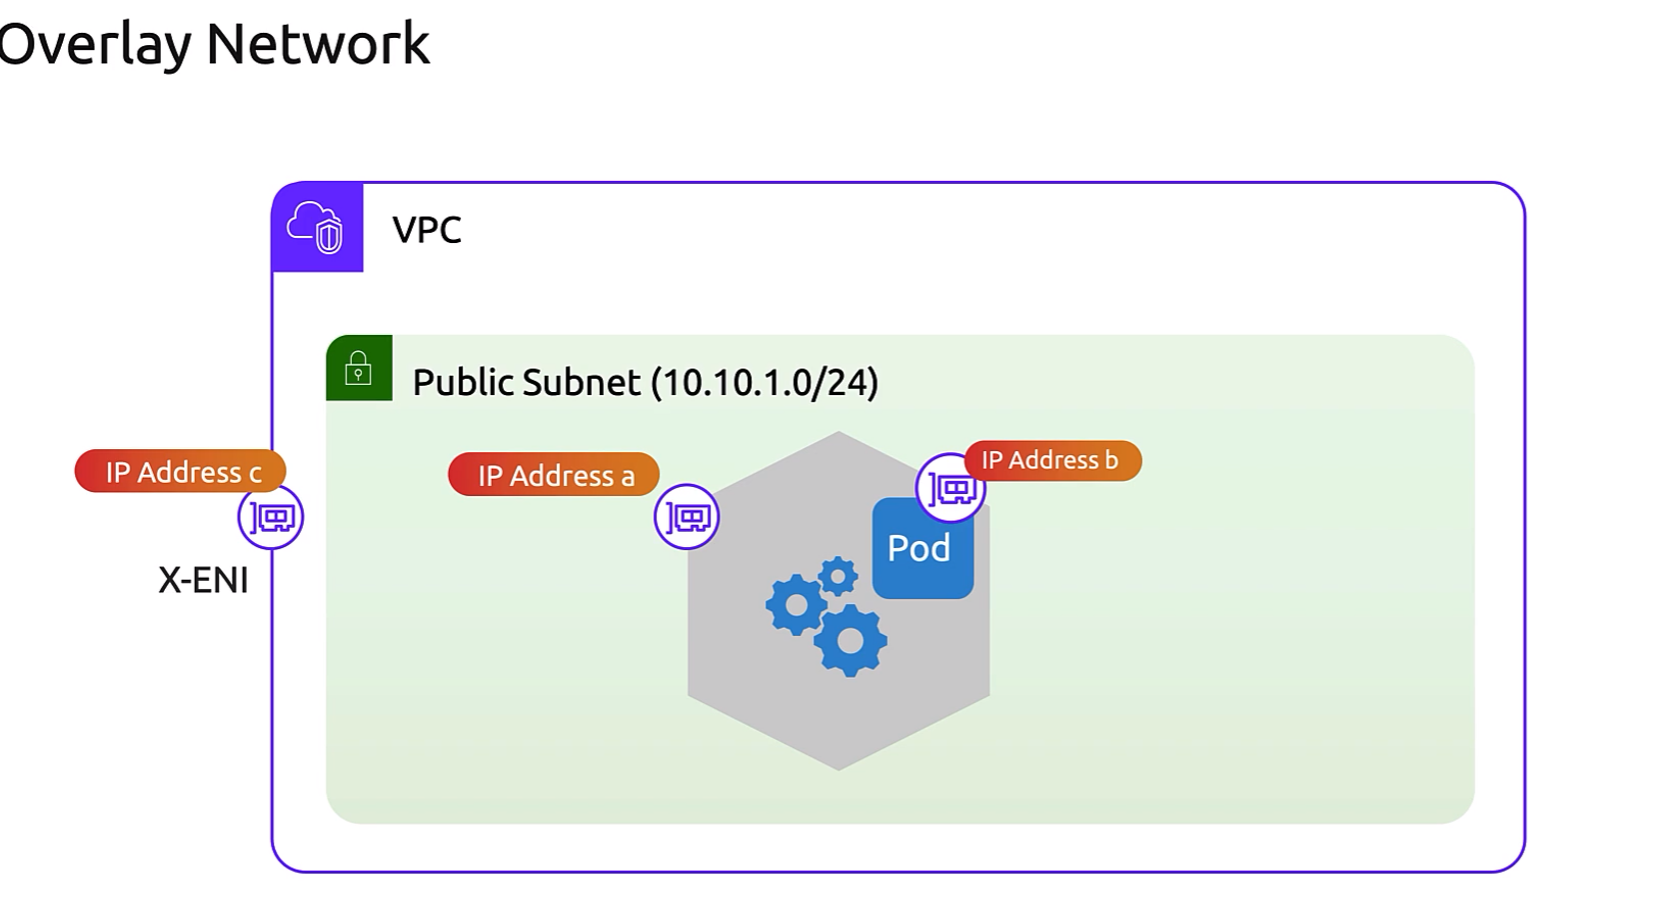 Overlay Network
VPC
Public Subnet (10.10.1.0/24)
IP Address c
IP Address a
IP Address b
Pod
X-ENI